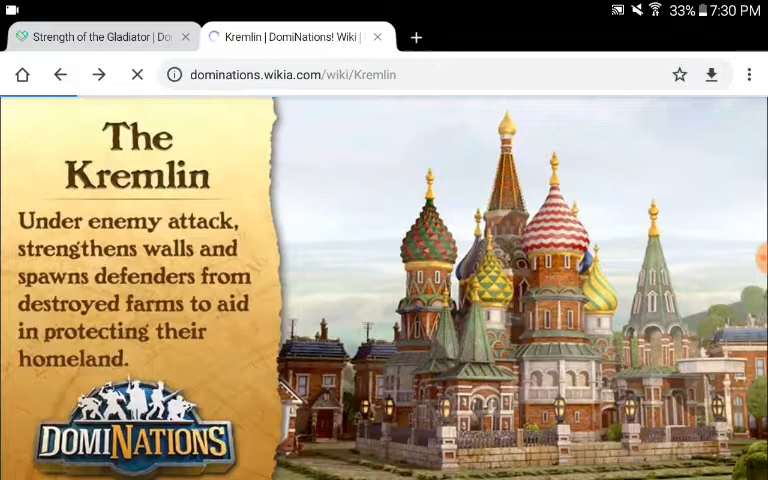 33% 7:30 PM
Strength of the Gladiator | Do
Kremlin | DomiNations! Wiki |
dominations.wikia.com/wiki/Kremlin
The
Kremlin
Under enemy attack,
strengthens walls and
spawns defenders from
destroyed farms to aid
in protecting their
homeland.
DOMINATIONS